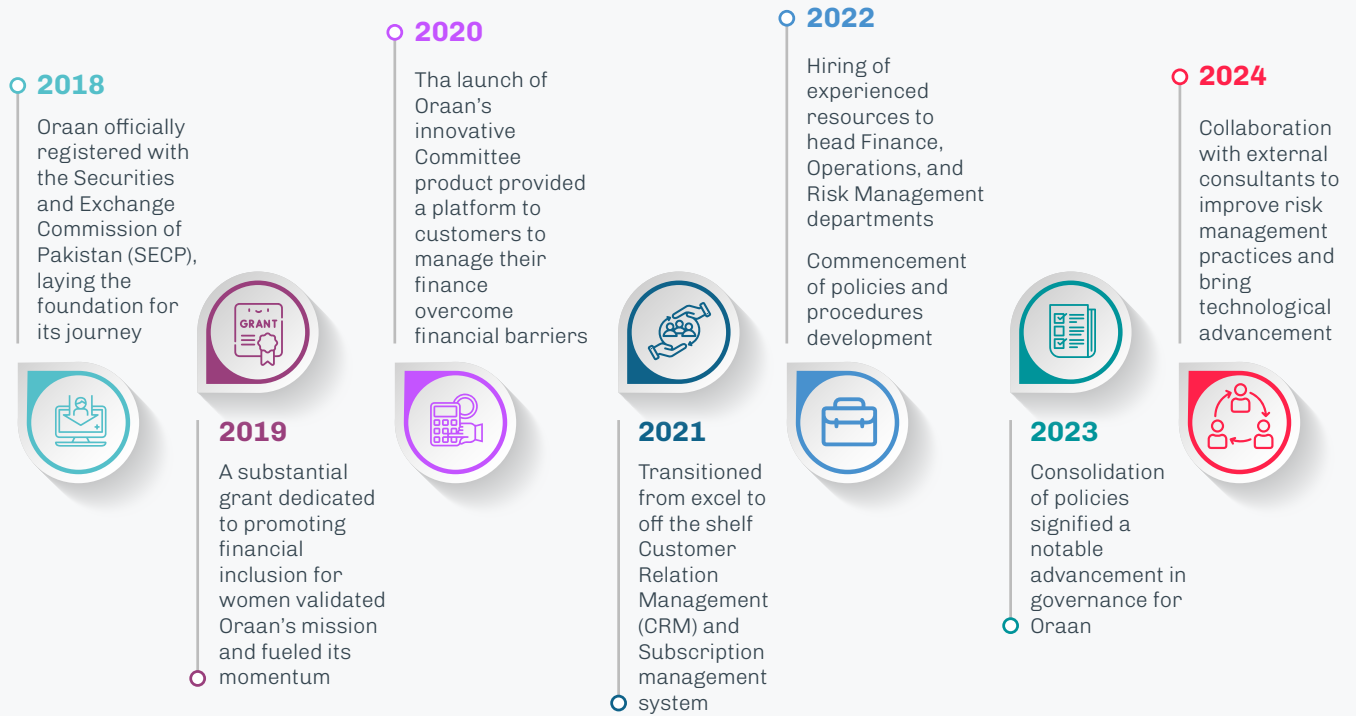 2018
Oraan officially
registered with
the Securities
and Exchange
Commission of
Pakistan (SECP),
laying the
foundation for
its journey
GRANT
2019
A substantial
grant dedicated
to promoting
financial
inclusion for
women validated
Oraan's mission
and fueled its
momentum
2020
Tha launch of
Oraan's
innovative
Committee
product provided
a platform to
customers to
manage their
finance
overcome
financial barriers
2021
Transitioned
from excel to
off the shelf
Customer
Relation
Management
(CRM) and
Subscription
management
system
2022
Hiring of
experienced
resources to
head Finance,
Operations, and
Risk Management
departments
Commencement
of policies and
procedures
development
2023
Consolidation
of policies
signified a
notable
advancement in
governance for
Oraan
2024
Collaboration
with external
consultants to
improve risk
management
practices and
bring
technological
advancement